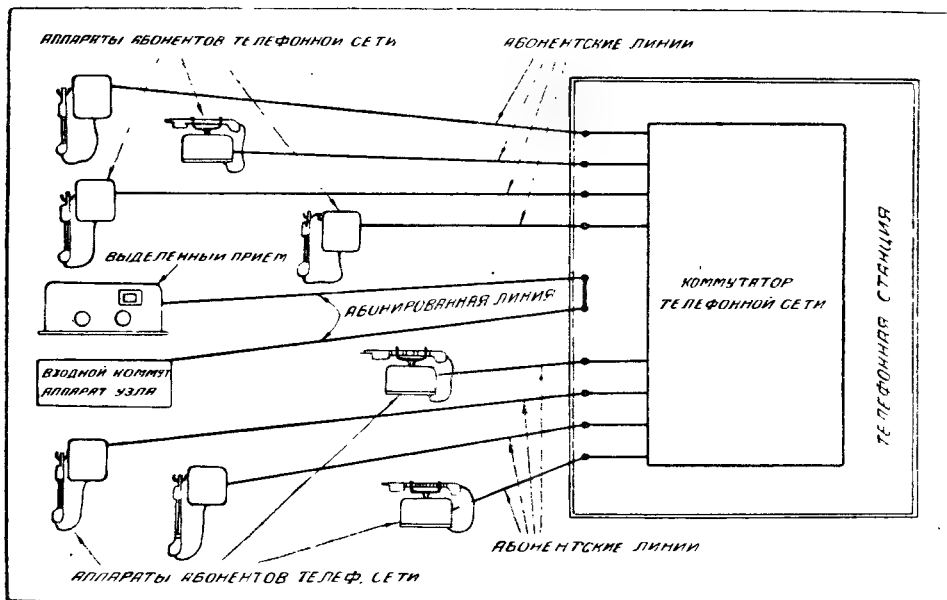 АППАРАТЫ АБОНЕНТОВ ТЕЛЕФОННОЙ СЕТИ
АБОНЕНТСКИЕ ЛИНИИ
ВЫДЕЛЕННЫЙ ПРИЕМ
АБОНИРОВАННАЯ ЛИНИЯ
КОММУТАТОР
ТЕЛЕФОННОЙ СЕТИ
ТЕЛЕФОННАЯ СТАНЦИЯ
ВХОДНОЙ КОММУТ.
АППАРАТ УЗЛА
АБОНЕНТСКИЕ ЛИНИИ
АППАРАТЫ АБОНЕНТОВ ТЕЛЕФ. СЕТИ